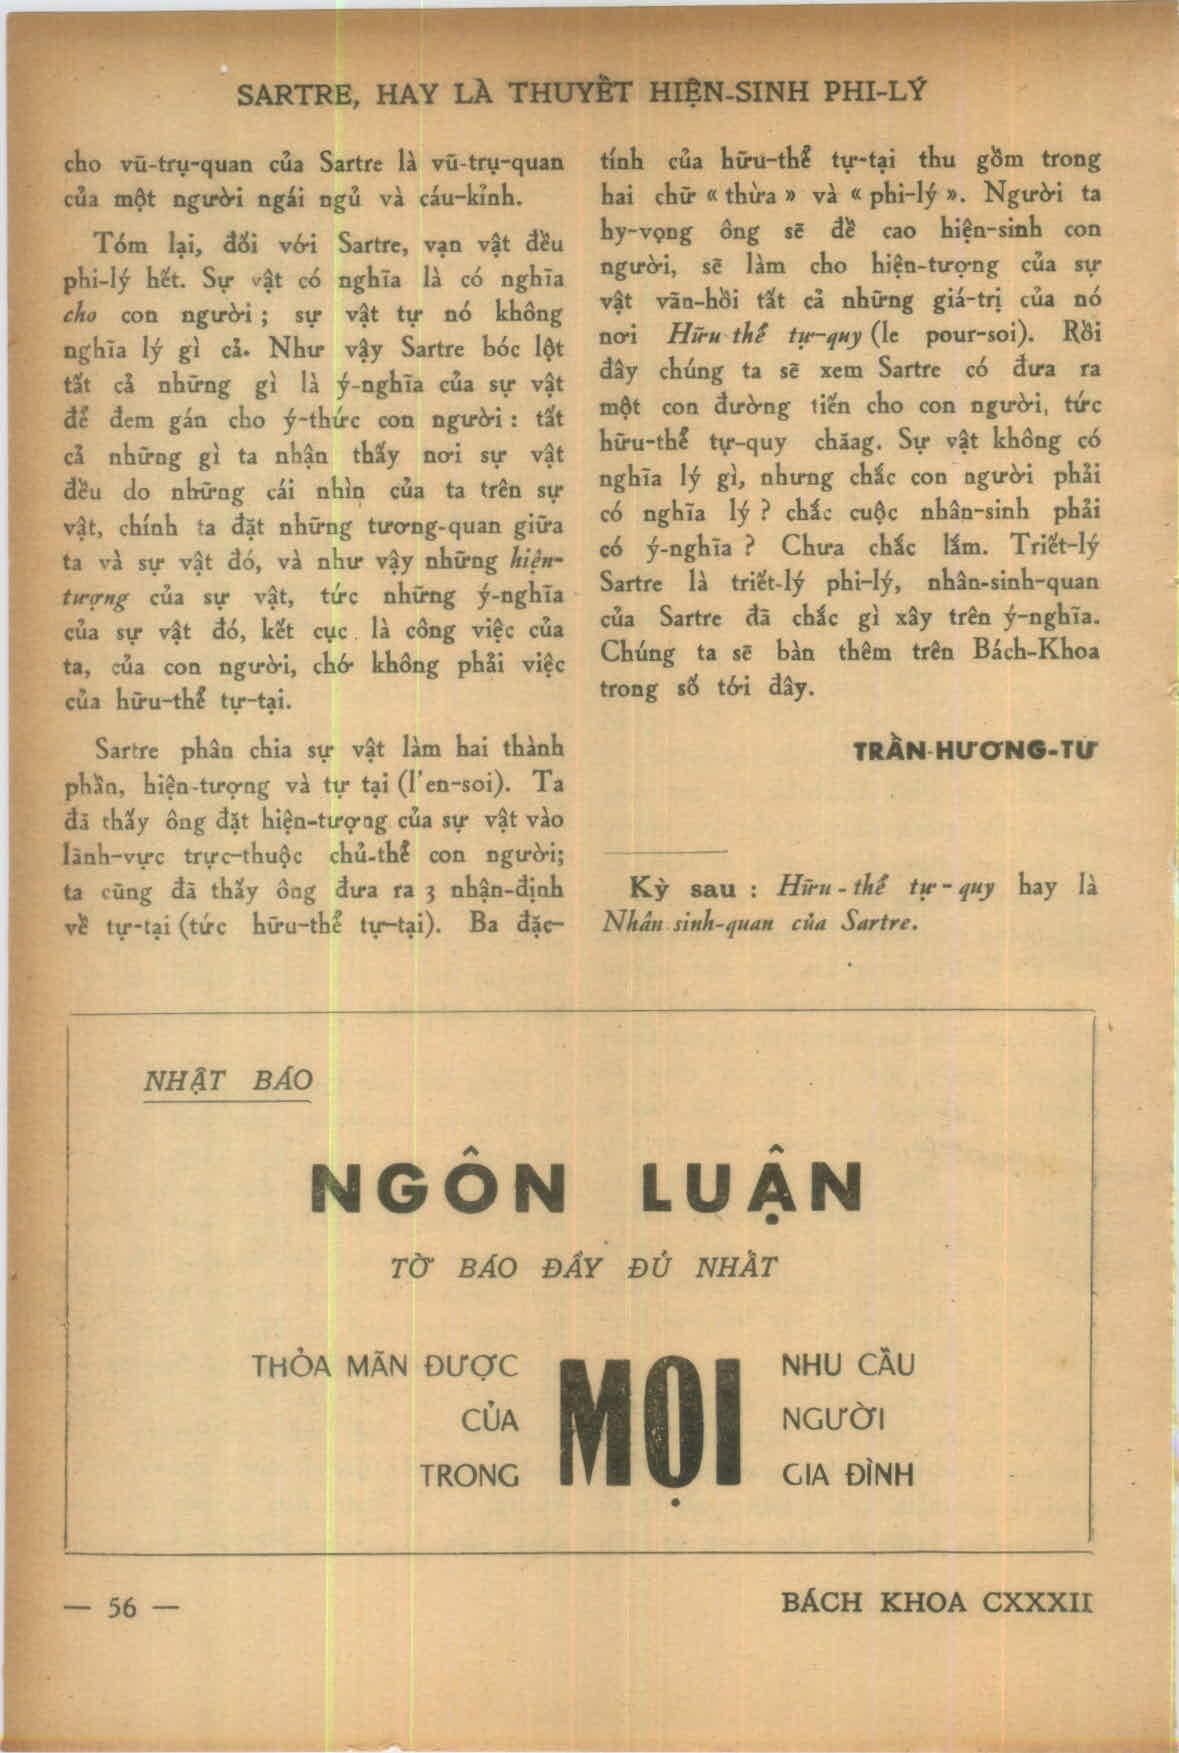 SARTRE, HAY LÀ THUYẾT HIỆN-SINH PHI-LÝ
cho vũ-trụ-quan của Sartre là vũ-trụ-quan
của một người ngái ngủ và cáu-kỉnh.
Tóm lại, đối với Sartre, vạn vật đều
phi-lý hết. Sự vật có nghĩa là có nghĩa
cho con người ; sự vật tự nó không
nghĩa lý gì cả. Như vậy Sartre bóc lột
tất cả những gì là ý-nghĩa của sự vật
để đem gán cho ý-thức con người : tất
cả những gì ta nhận thấy nơi sự vật
đều do những cái nhìn của ta trên sự
vật, chính ta đặt những tương-quan giữa
ta và sự vật đó, và như vậy những hiện-
tượng của sự vật, tức những ý-nghĩa
của sự vật đó, kết cục là công việc của
ta, của con người, chớ không phải việc
của hữu-thể tự-tại.
Sartre phân chia sự vật làm hai thành
phần, hiện-tượng và tự tại (l'en-soi). Ta
đã thấy ông đặt hiện-tượng của sự vật vào
lãnh-vực trực-thuộc chủ-thể con người;
ta cũng đã thấy ông đưa ra 3 nhận-định
về tự-tại (tức hữu-thể tự-tại). Ba đặc-
tính của hữu-thể tự-tại thu gồm trong
hai chữ « thừa » và « phi-lý ». Người ta
hy-vọng ông sẽ đề cao hiện-sinh con
người, sẽ làm cho hiện-tượng của sự
vật vãn-hồi tất cả những giá-trị của nó
nơi Hữu thể tự-quy (le pour-soi). Rồi
đây chúng ta sẽ xem Sartre có đưa ra
một con đường tiến cho con người, tức
hữu-thể tự-quy chăag. Sự vật không có
nghĩa lý gì, nhưng chắc con người phải
có nghĩa lý ? chắc cuộc nhân-sinh phải
có ý-nghĩa ? Chưa chắc lắm. Triết-lý
Sartre là triết-lý phi-lý, nhân-sinh-quan
của Sartre đã chắc gì xây trên ý-nghĩa.
Chúng ta sẽ bàn thêm trên Bách-Khoa
trong số tới đây.
TRẦN-HƯƠNG-TỬ
Kỳ sau : Hữu-thể tự-quy hay là
Nhân sinh-quan của Sartre.
NHẬT BÁO
NGÔN LUẬN
TỜ BÁO ĐẦY ĐỦ NHẤT
THỎA MÃN ĐƯỢC MỌI NHU CẦU
CỦA NGƯỜI
TRONG GIA ĐÌNH
— 56 — BÁCH KHOA CXXXII